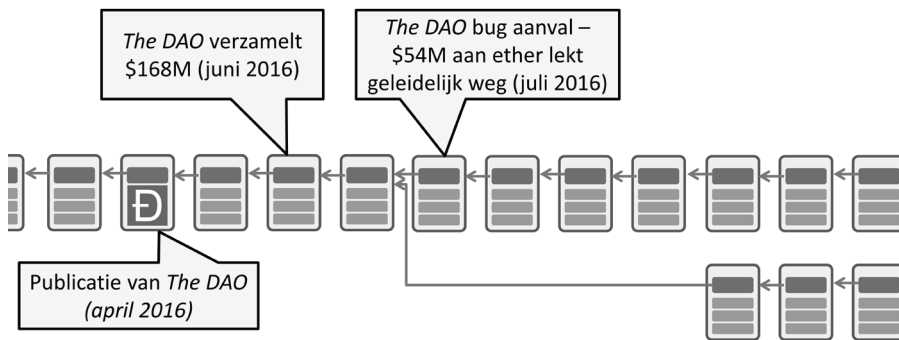 The DAO verzamelt
$168M (juni 2016)
The DAO bug aanval –
$54M aan ether lekt
geleidelijk weg (juli 2016)
Đ
Publicatie van The DAO
(april 2016)